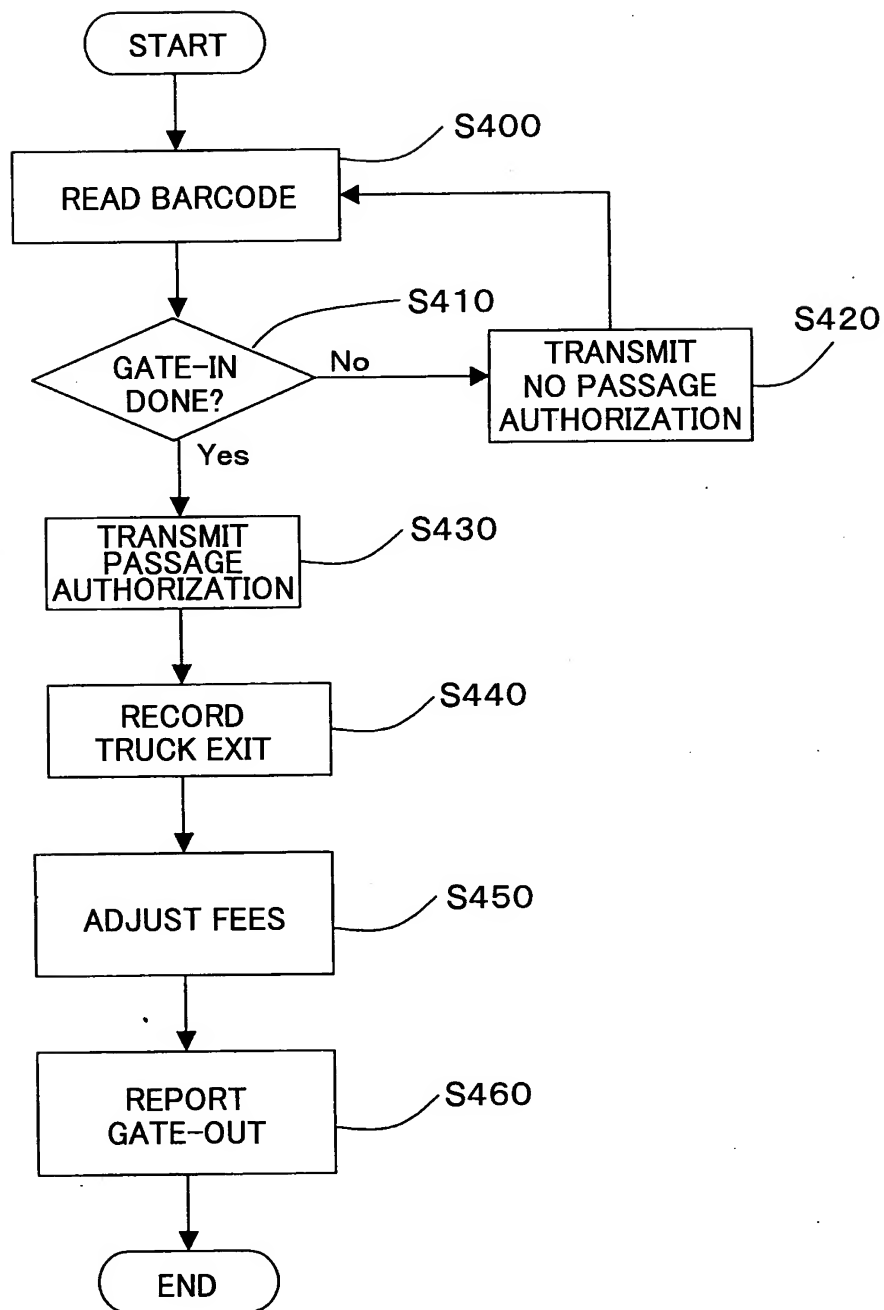 START
S400
READ BARCODE
S410
GATE-IN
DONE?
No
S420
TRANSMIT
NO PASSAGE
AUTHORIZATION
Yes
S430
TRANSMIT
PASSAGE
AUTHORIZATION
S440
RECORD
TRUCK EXIT
S450
ADJUST FEES
S460
REPORT
GATE-OUT
END